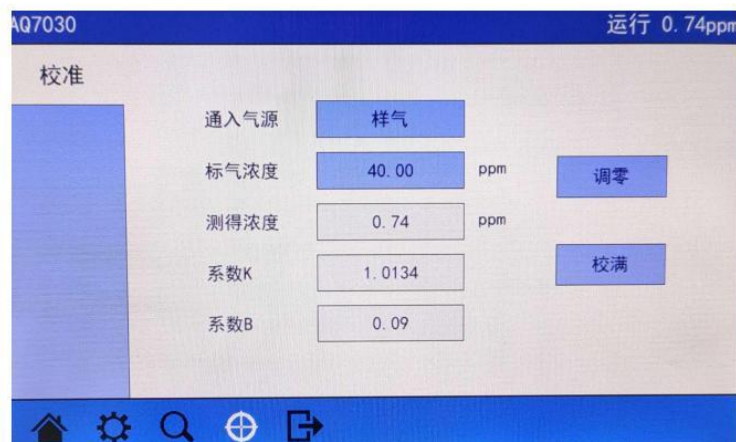 AQ7030 运行 0.74ppm
校准
通入气源 样气
标气浓度 40.00 ppm
调零
测得浓度 0.74 ppm
系数K 1.0134
校满
系数B 0.09